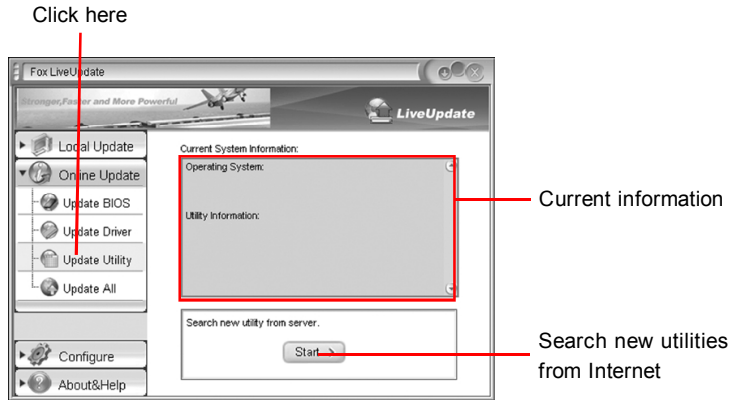 Click here
Fox LiveUpdate
Stronger,Faster and More Powerful
LiveUpdate
Local Update
Online Update
Update BIOS
Update Driver
Update Utility
Update All
Configure
About&Help
Current System Information:
Operating System:
Utility Information:
Search new utility from server.
Start
Current information
Search new utilities
from Internet